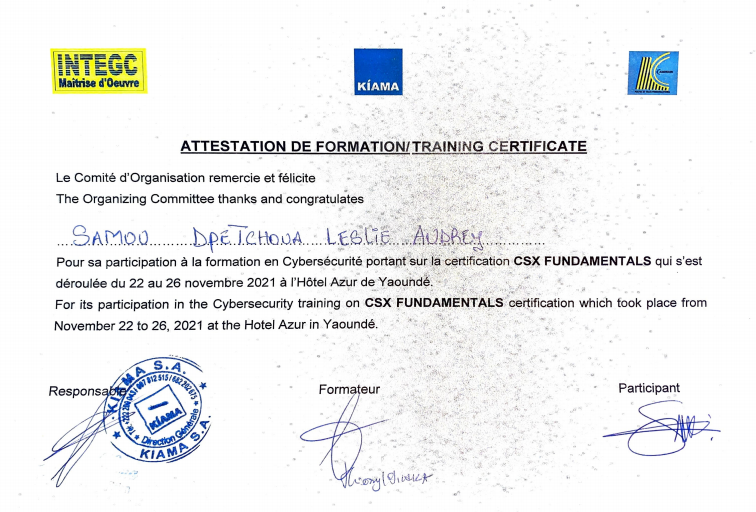 INTEGC
Maîtrise d'Oeuvre
KÍAMA
ATTESTATION DE FORMATION/TRAINING CERTIFICATE
Le Comité d'Organisation remercie et félicite
The Organizing Committee thanks and congratulates
SAMOU DPETCHOUA LESLIE AUDREY
Pour sa participation à la formation en Cybersécurité portant sur la certification CSX FUNDAMENTALS qui s'est
déroulée du 22 au 26 novembre 2021 à l'Hôtel Azur de Yaoundé.
For its participation in the Cybersecurity training on CSX FUNDAMENTALS certification which took place from
November 22 to 26, 2021 at the Hotel Azur in Yaoundé.
Responsable
Formateur
Participant
KIAMA S.A.
KÍAMA
Direction Générale
KIAMA S.A.